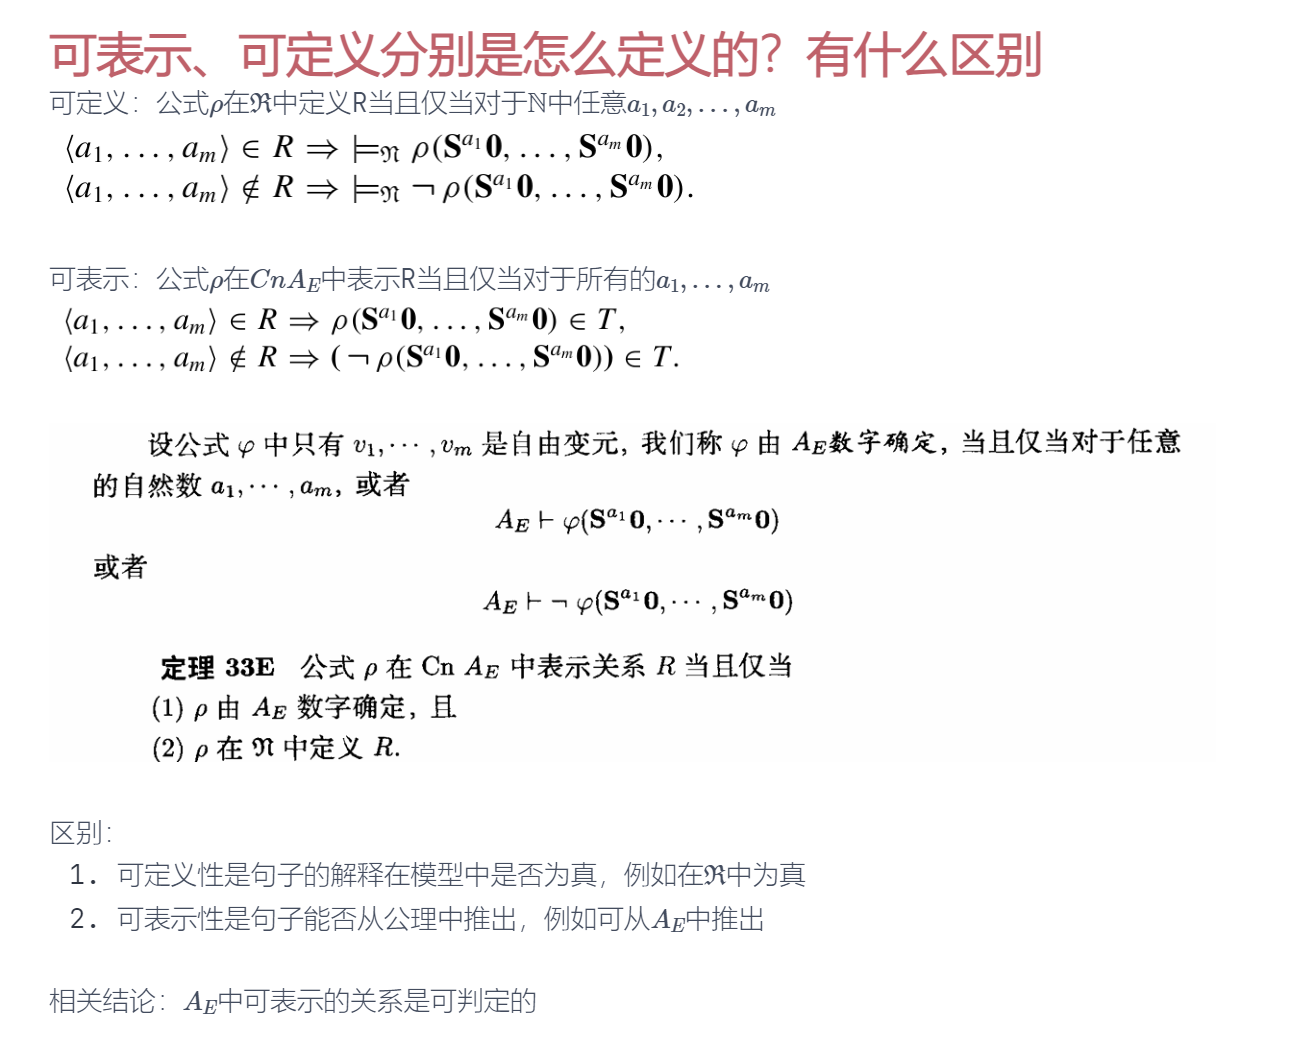 可表示、可定义分别是怎么定义的？有什么区别
可定义：公式ρ在ℜ中定义R当且仅当对于ℕ中任意a₁, a₂, . . . , aₘ
⟨a₁, . . . , aₘ⟩ ∈ R ⇒ ⊨_𝔑 ρ(S^{a₁}0, . . . , S^{aₘ}0),
⟨a₁, . . . , aₘ⟩ ∉ R ⇒ ⊨_𝔑 ¬ ρ(S^{a₁}0, . . . , S^{aₘ}0).
可表示：公式ρ在CnA_E中表示R当且仅当对于所有的a₁, . . . , aₘ
⟨a₁, . . . , aₘ⟩ ∈ R ⇒ ρ(S^{a₁}0, . . . , S^{aₘ}0) ∈ T,
⟨a₁, . . . , aₘ⟩ ∉ R ⇒ ( ¬ ρ(S^{a₁}0, . . . , S^{aₘ}0)) ∈ T.
设公式 φ 中只有 v₁, ··· , vₘ 是自由变元, 我们称 φ 由 A_E数字确定, 当且仅当对于任意
的自然数 a₁, ··· , aₘ, 或者
A_E ⊢ φ(S^{a₁}0, ··· , S^{aₘ}0)
或者
A_E ⊢ ¬ φ(S^{a₁}0, ··· , S^{aₘ}0)
定理 33E 公式 ρ 在 Cn A_E 中表示关系 R 当且仅当
(1) ρ 由 A_E 数字确定, 且
(2) ρ 在 𝔑 中定义 R.
区别：
1. 可定义性是句子的解释在模型中是否为真，例如在ℜ中为真
2. 可表示性是句子能否从公理中推出，例如可从A_E中推出
相关结论：A_E中可表示的关系是可判定的